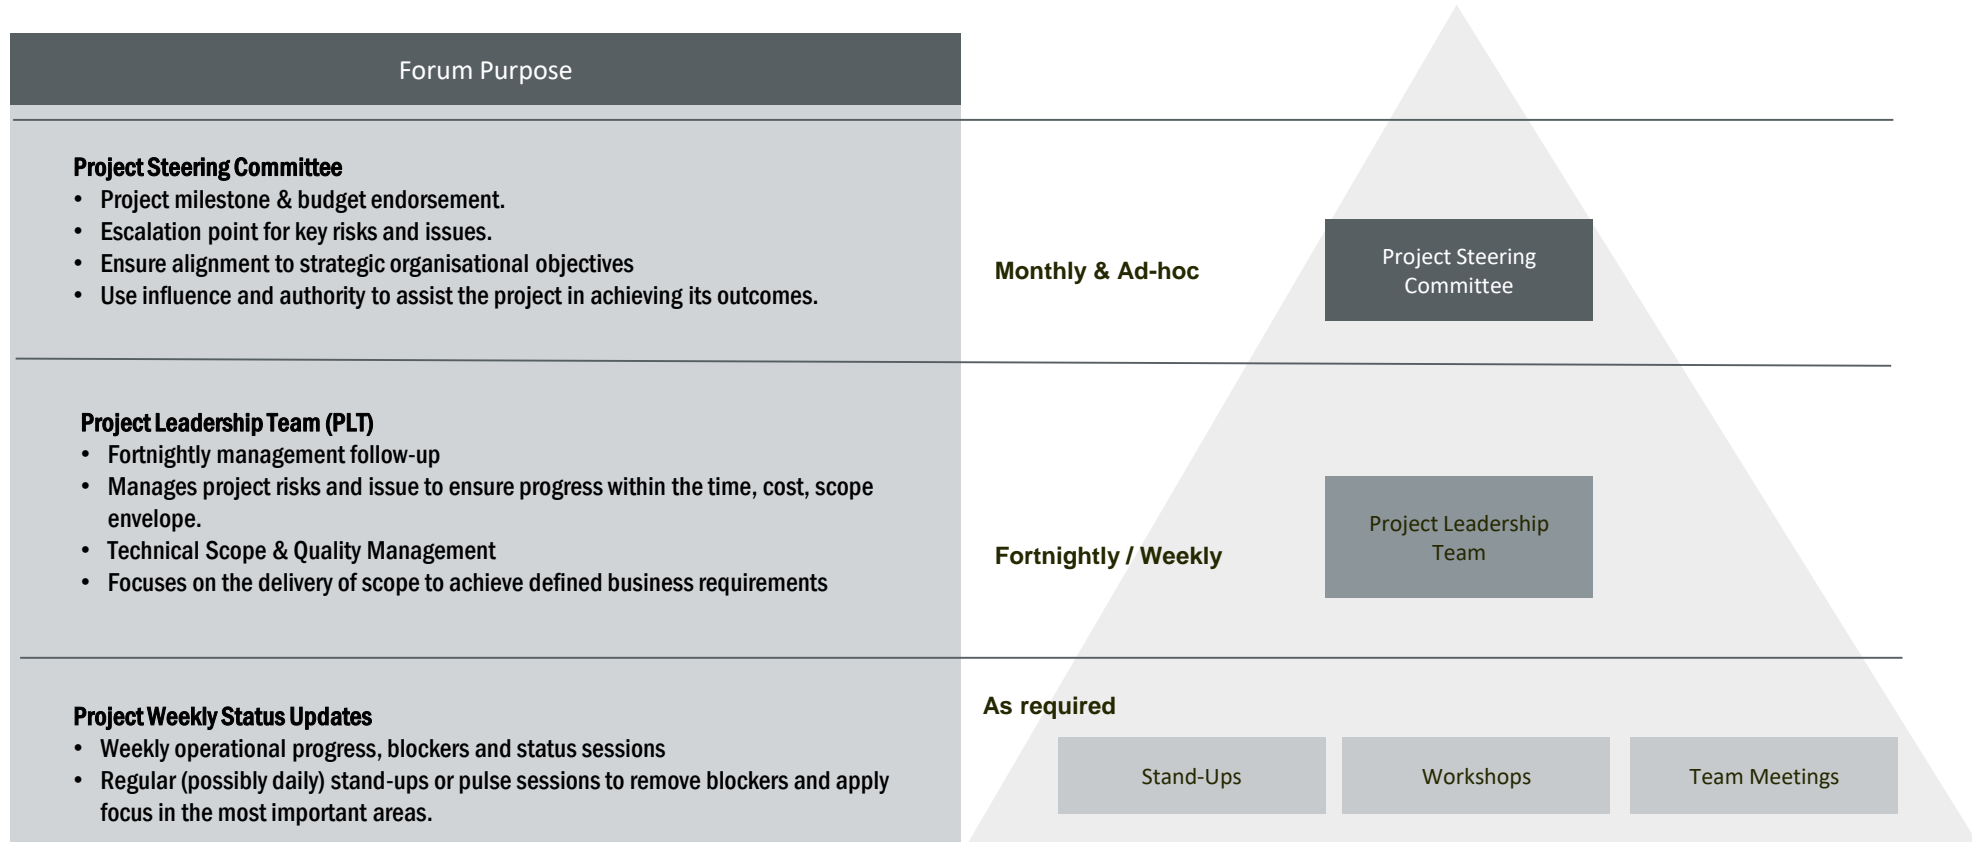 Forum Purpose
Project Steering Committee
• Project milestone & budget endorsement.
• Escalation point for key risks and issues.
• Ensure alignment to strategic organisational objectives
• Use influence and authority to assist the project in achieving its outcomes.
Monthly & Ad-hoc
Project Steering
Committee
Project Leadership Team (PLT)
• Fortnightly management follow-up
• Manages project risks and issue to ensure progress within the time, cost, scope
envelope.
• Technical Scope & Quality Management
• Focuses on the delivery of scope to achieve defined business requirements
Fortnightly / Weekly
Project Leadership
Team
Project Weekly Status Updates
• Weekly operational progress, blockers and status sessions
• Regular (possibly daily) stand-ups or pulse sessions to remove blockers and apply
focus in the most important areas.
As required
Stand-Ups
Workshops
Team Meetings